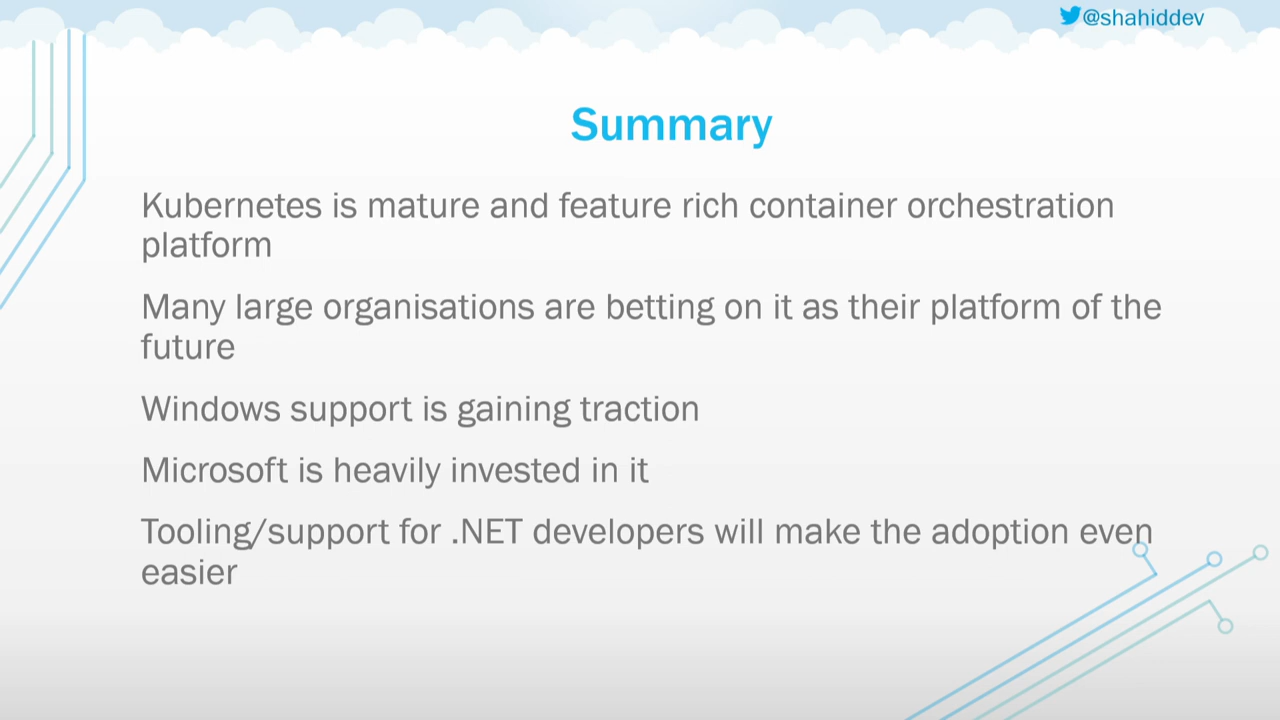 @shahiddev
Summary
Kubernetes is mature and feature rich container orchestration
platform
Many large organisations are betting on it as their platform of the
future
Windows support is gaining traction
Microsoft is heavily invested in it
Tooling/support for .NET developers will make the adoption even
easier